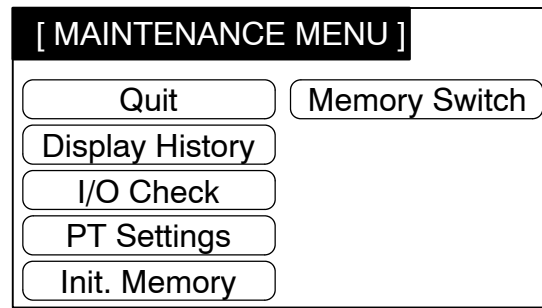 [ MAINTENANCE MENU ]
Quit Memory Switch
Display History
I/O Check
PT Settings
Init. Memory